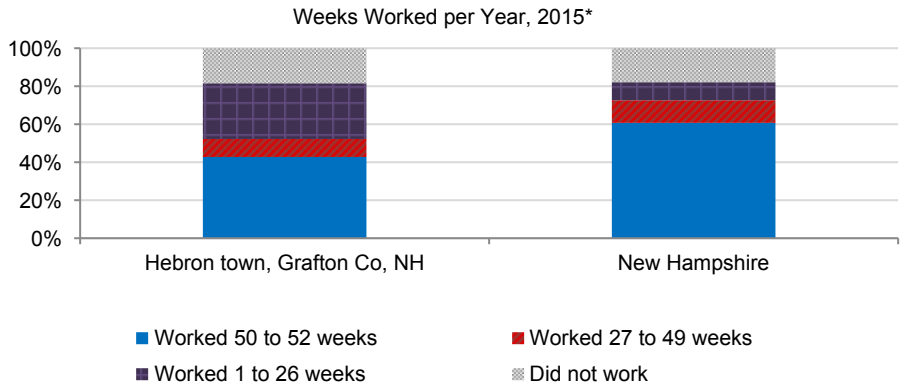 Weeks Worked per Year, 2015*
100%
80%
60%
40%
20%
0%
Hebron town, Grafton Co, NH
New Hampshire
Worked 50 to 52 weeks
Worked 27 to 49 weeks
Worked 1 to 26 weeks
Did not work